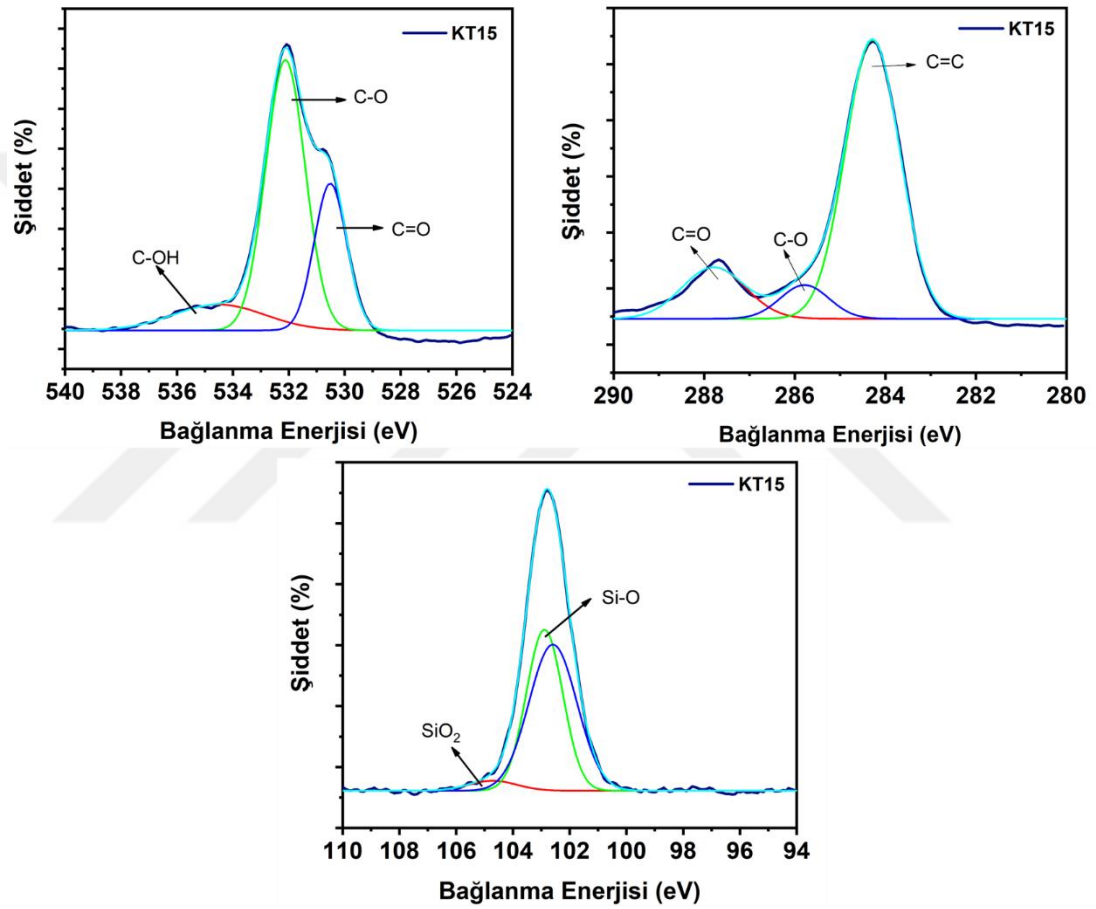 KT15
C-O
C=O
C-OH
Şiddet (%)
540 538 536 534 532 530 528 526 524
Bağlanma Enerjisi (eV)
KT15
C=C
C=O
C-O
Şiddet (%)
290 288 286 284 282 280
Bağlanma Enerjisi (eV)
KT15
Si-O
SiO₂
Şiddet (%)
110 108 106 104 102 100 98 96 94
Bağlanma Enerjisi (eV)